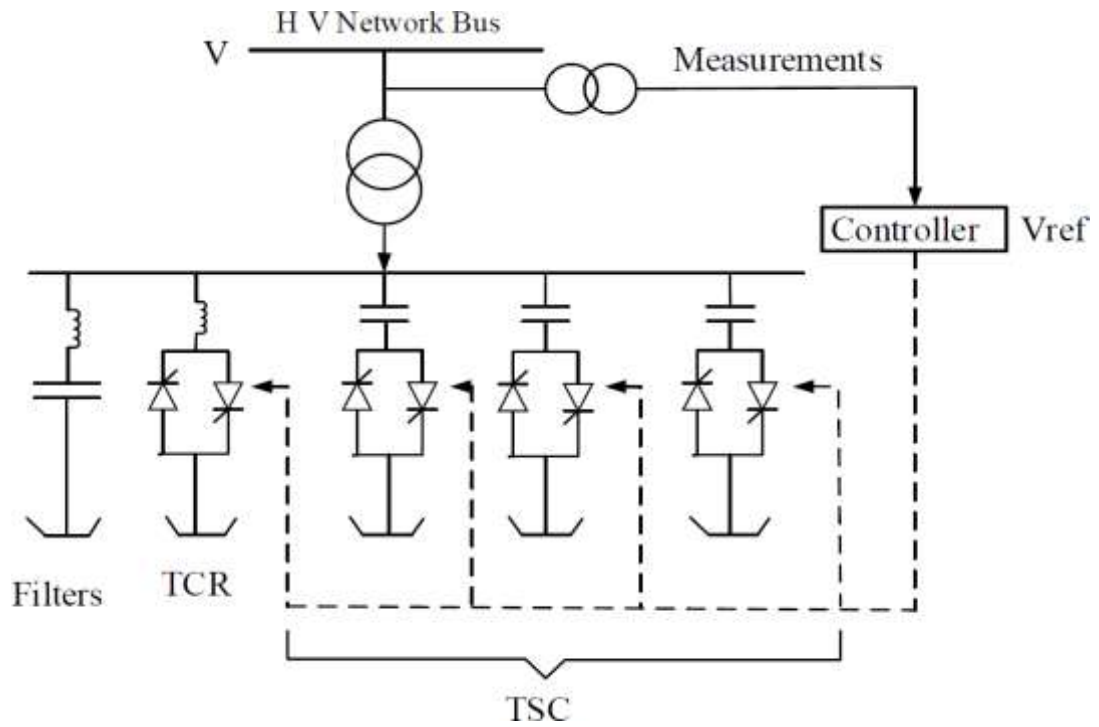 H V Network Bus
V
Measurements
Controller
Vref
TCR
Filters
TSC